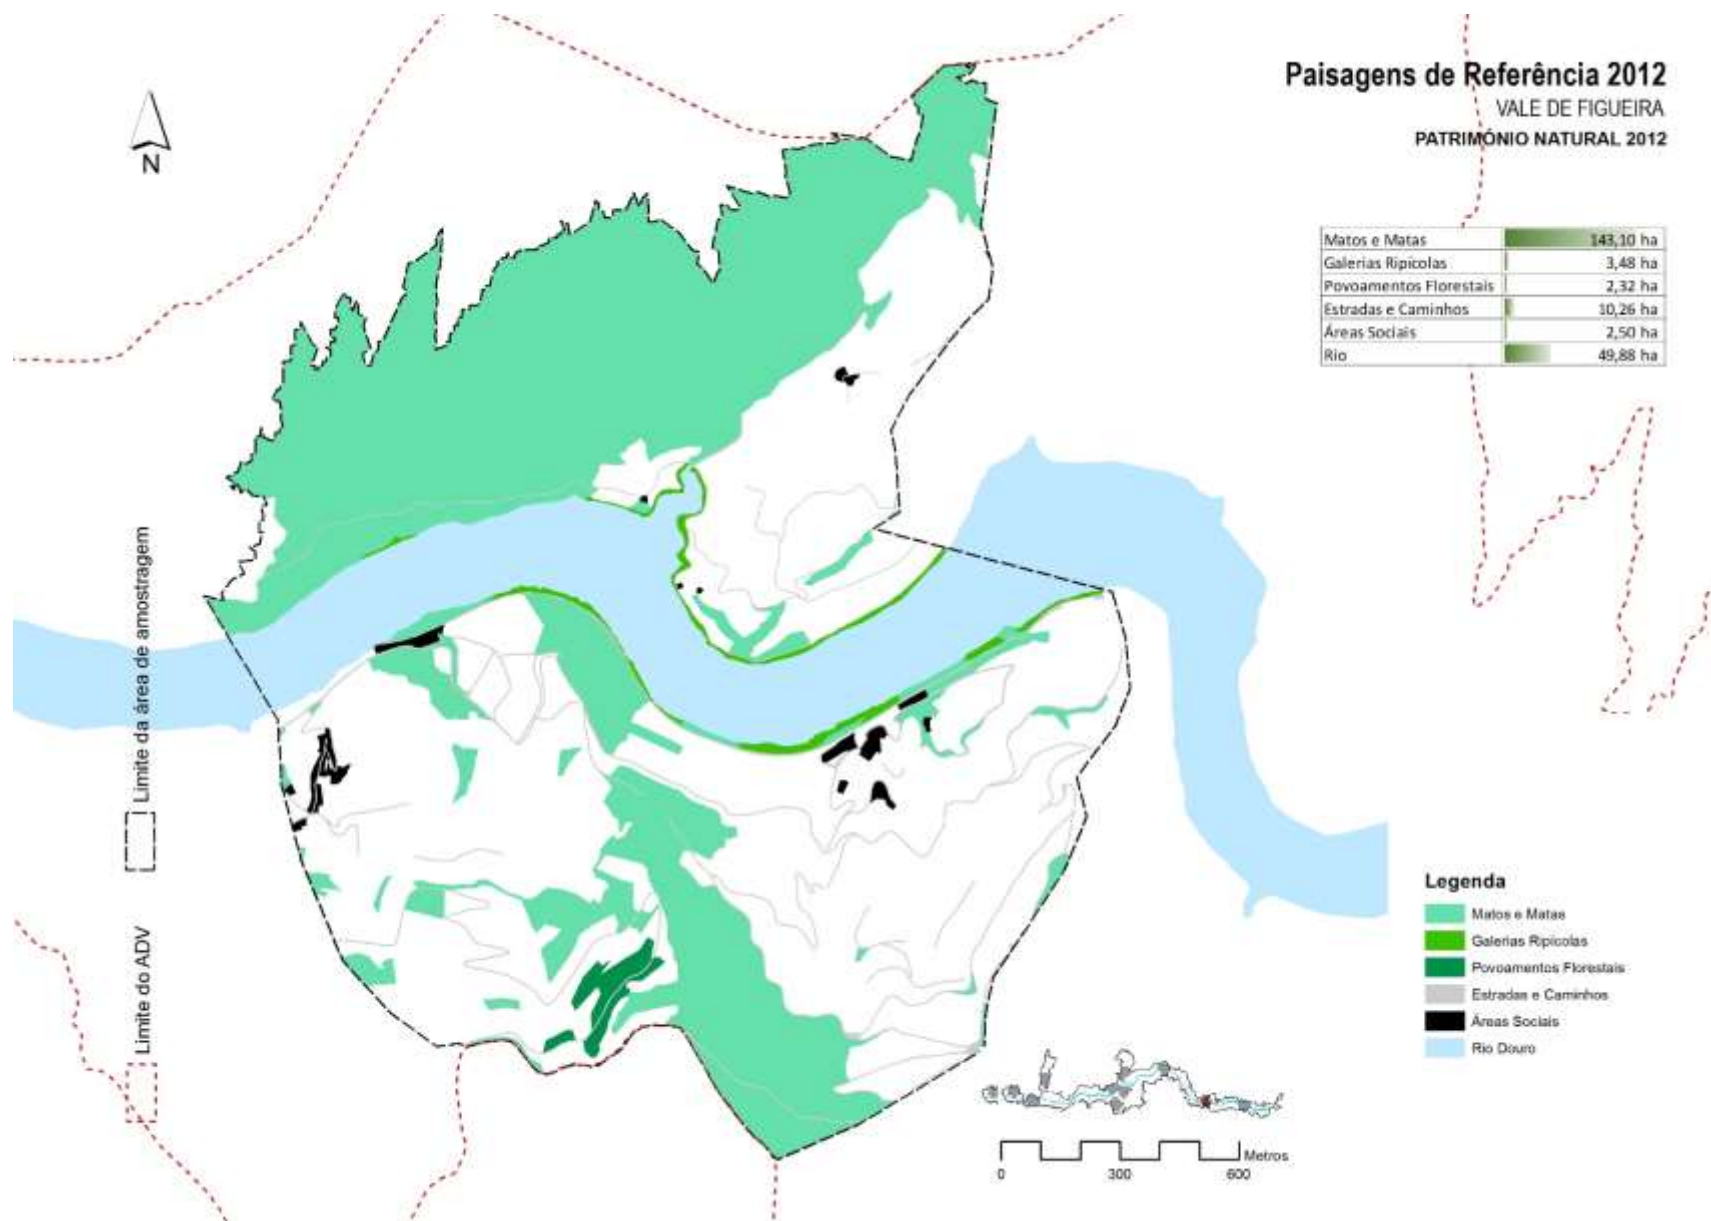 Paisagens de Referência 2012
VALE DE FIGUEIRA
PATRIMÓNIO NATURAL 2012
N
Matos e Matas 143,10 ha
Galerias Ripícolas 3,48 ha
Povoamentos Florestais 2,32 ha
Estradas e Caminhos 10,26 ha
Áreas Sociais 2,50 ha
Rio 49,88 ha
Limite da área de amostragem
Limite do ADV
Legenda
Matos e Matas
Galerias Ripícolas
Povoamentos Florestais
Estradas e Caminhos
Áreas Sociais
Rio Douro
Metros
0 300 600